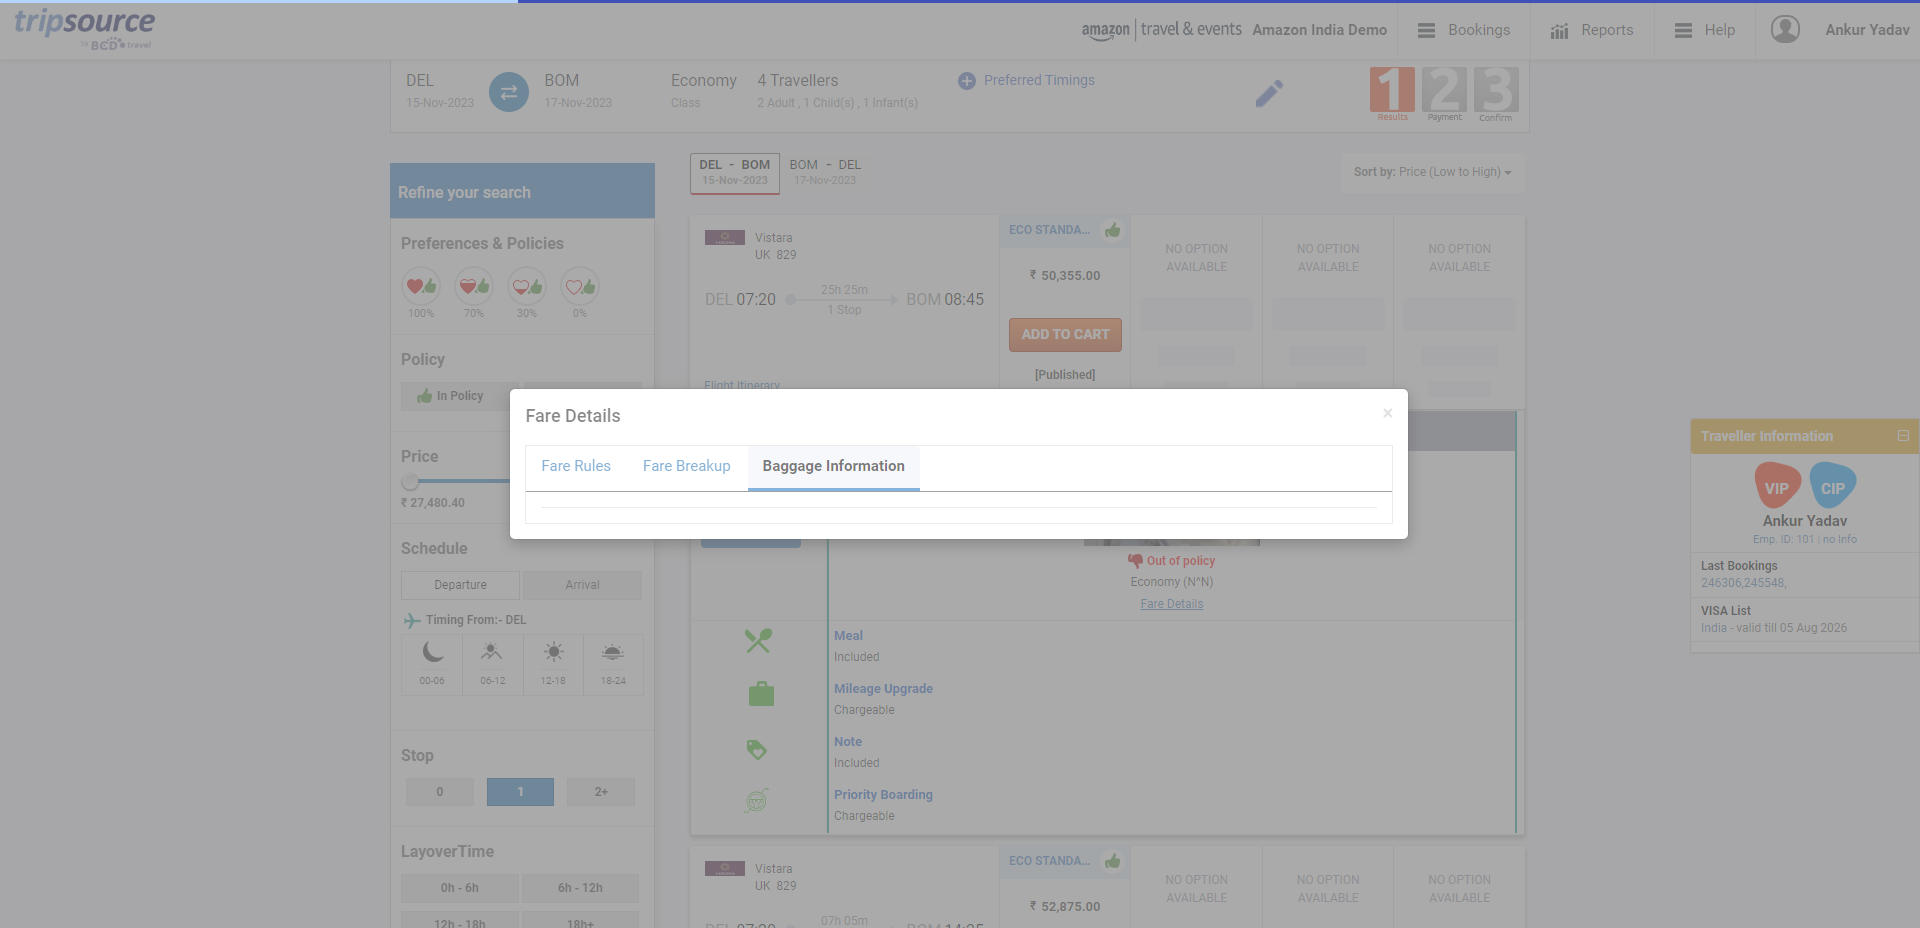 tripsource
TO BCD travel
amazon | travel & events Amazon India Demo
Bookings
Reports
Help
Ankur Yadav
DEL
15-Nov-2023
BOM
17-Nov-2023
Economy
Class
4 Travellers
2 Adult , 1 Child(s) , 1 Infant(s)
Preferred Timings
1 2 3
Results Payment Confirm
DEL - BOM
15-Nov-2023
BOM - DEL
17-Nov-2023
Sort by: Price (Low to High)
Refine your search
Preferences & Policies
100% 70% 30% 0%
Policy
In Policy
Price
₹ 27,480.40
Schedule
Departure Arrival
Timing From:- DEL
00-06 06-12 12-18 18-24
Stop
0 1 2+
LayoverTime
0h - 6h 6h - 12h
12h - 18h 18h+
Vistara
UK 829
DEL 07:20
25h 25m
1 Stop
BOM 08:45
Flight Itinerary
ECO STANDA...
₹ 50,355.00
ADD TO CART
[Published]
NO OPTION
AVAILABLE
NO OPTION
AVAILABLE
NO OPTION
AVAILABLE
Fare Details
×
Fare Rules Fare Breakup Baggage Information
Out of policy
Economy (N^N)
Fare Details
Meal
Included
Mileage Upgrade
Chargeable
Note
Included
Priority Boarding
Chargeable
Vistara
UK 829
DEL 07:20
07h 05m
BOM 14:25
ECO STANDA...
₹ 52,875.00
NO OPTION
AVAILABLE
NO OPTION
AVAILABLE
NO OPTION
AVAILABLE
Traveller Information
VIP CIP
Ankur Yadav
Emp. ID: 101 | no Info
Last Bookings
246306,245548,
VISA List
India - valid till 05 Aug 2026